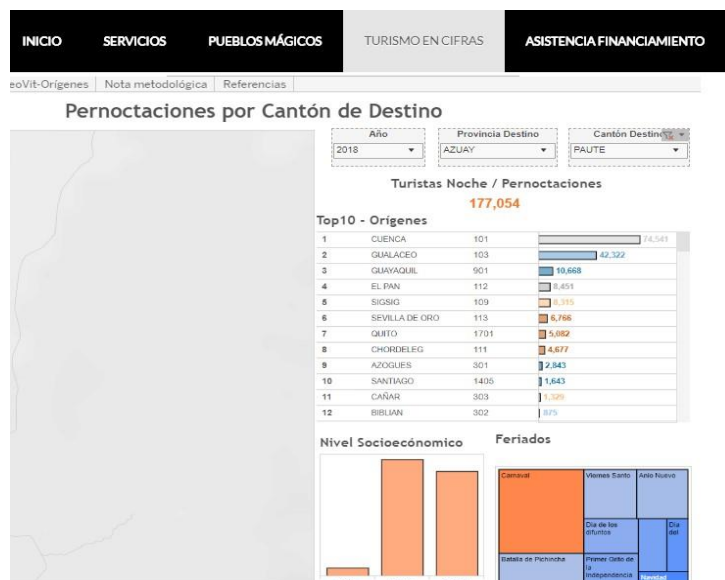 INICIO SERVICIOS PUEBLOS MÁGICOS TURISMO EN CIFRAS ASISTENCIA FINANCIAMIENTO
eoVit-Orígenes Nota metodológica Referencias
Pernoctaciones por Cantón de Destino
Año Provincia Destino Cantón Destino
2018 AZUAY PAUTE
Turistas Noche / Pernoctaciones
177,054
Top10 - Orígenes
1 CUENCA 101 74,541
2 GUALACEO 103 42,322
3 GUAYAQUIL 901 10,668
4 EL PAN 112 8,451
5 SIGSIG 109 8,315
6 SEVILLA DE ORO 113 6,766
7 QUITO 1701 5,082
8 CHORDELEG 111 4,677
9 AZOGUES 301 2,843
10 SANTIAGO 1405 1,643
11 CAÑAR 303 1,329
12 BIBLIAN 302 875
Nivel Socioecónomico Feriados
Carnaval Viernes Santo Anio Nuevo
Dia de los
difuntos
Dia
del
Batalla de Pichincha Primer Grito de
la
Independencia
Navidad